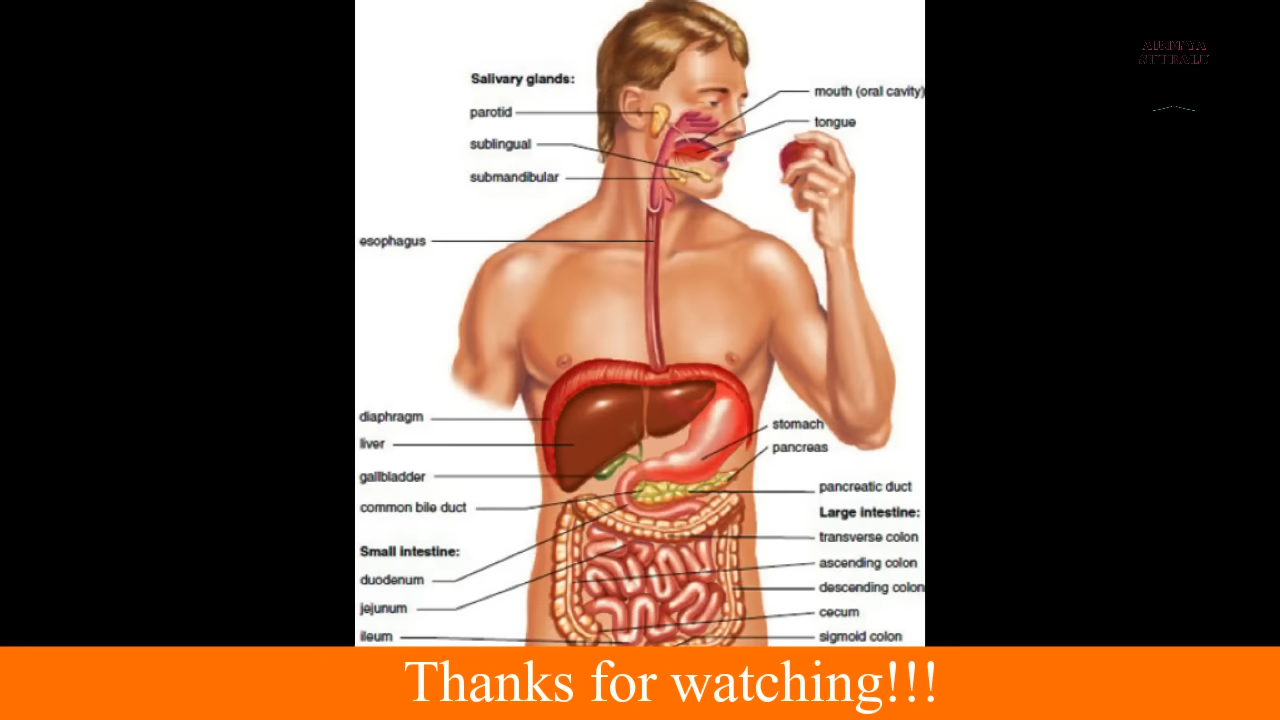 Salivary glands:
parotid
sublingual
submandibular
esophagus
diaphragm
liver
gallbladder
common bile duct
Small intestine:
duodenum
jejunum
ileum
mouth (oral cavity)
tongue
stomach
pancreas
pancreatic duct
Large intestine:
transverse colon
ascending colon
descending colon
cecum
sigmoid colon
Thanks for watching!!!